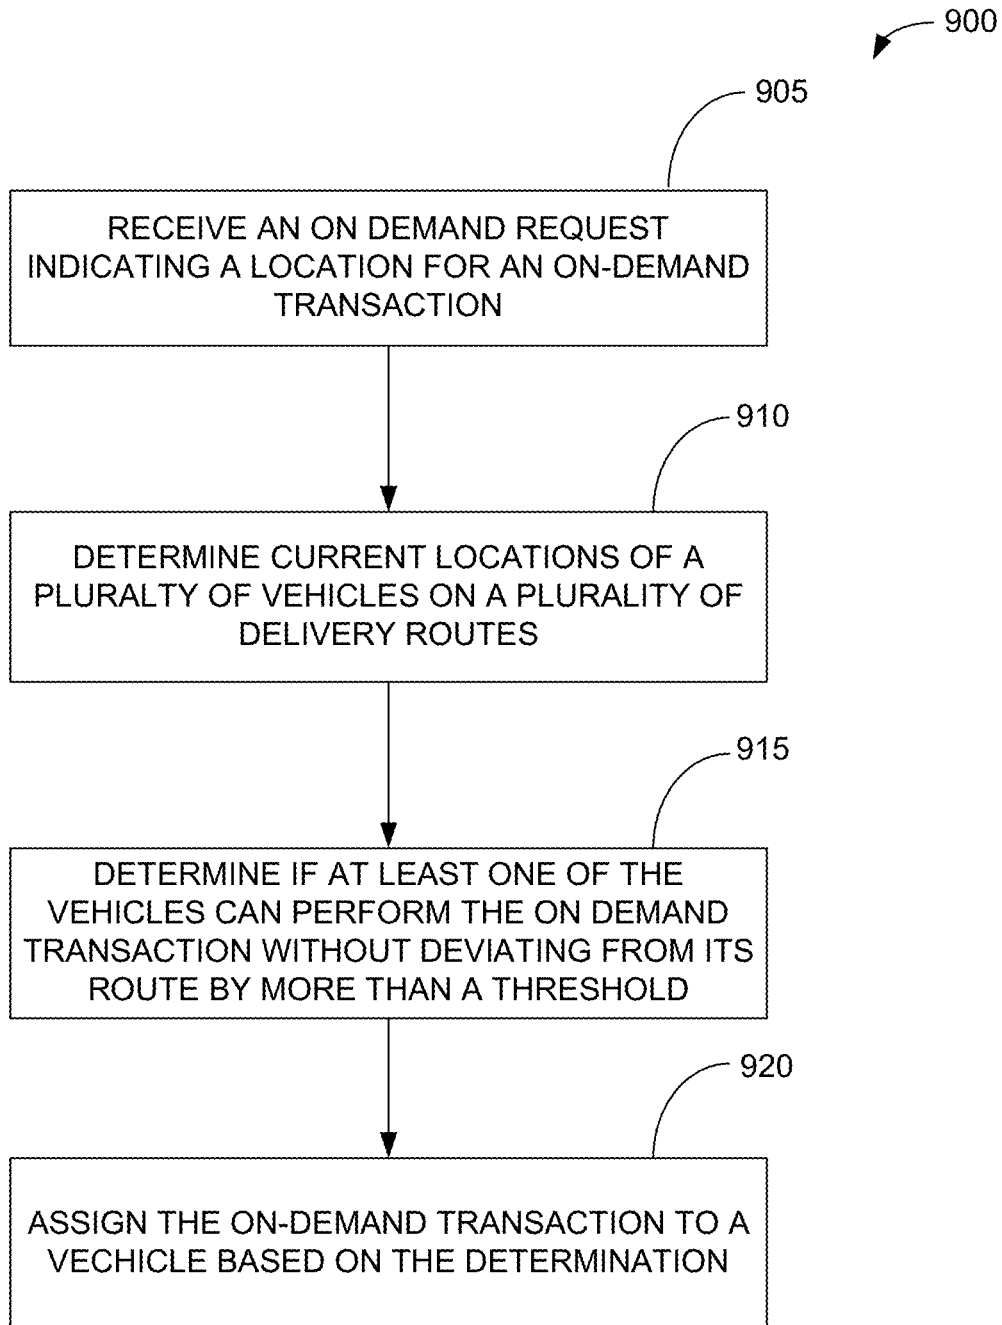 900
905
RECEIVE AN ON DEMAND REQUEST
INDICATING A LOCATION FOR AN ON-DEMAND
TRANSACTION
910
DETERMINE CURRENT LOCATIONS OF A
PLURALTY OF VEHICLES ON A PLURALITY OF
DELIVERY ROUTES
915
DETERMINE IF AT LEAST ONE OF THE
VEHICLES CAN PERFORM THE ON DEMAND
TRANSACTION WITHOUT DEVIATING FROM ITS
ROUTE BY MORE THAN A THRESHOLD
920
ASSIGN THE ON-DEMAND TRANSACTION TO A
VECHICLE BASED ON THE DETERMINATION